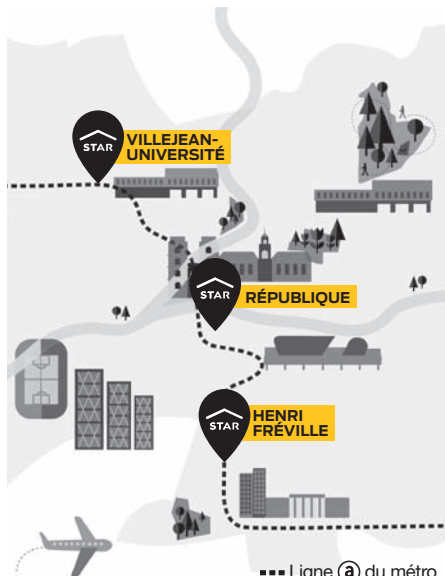 STAR
VILLEJEAN-
UNIVERSITÉ
STAR
RÉPUBLIQUE
STAR
HENRI
FRÉVILLE
Ligne a du métro